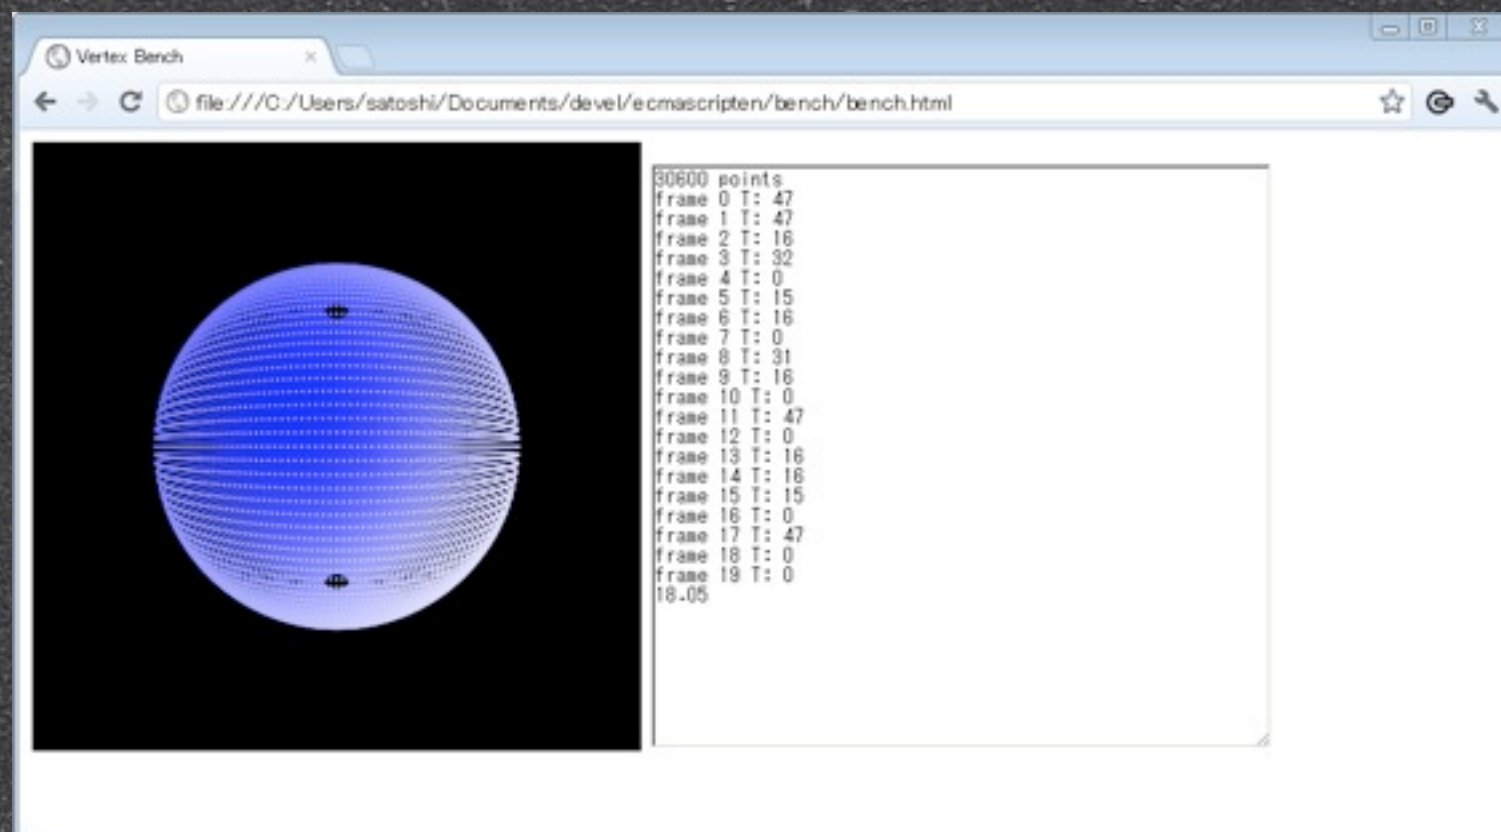 Vertex Bench
file:///C:/Users/satoshi/Documents/devel/ecmascripten/bench/bench.html
30600 points
frame 0 T: 47
frame 1 T: 47
frame 2 T: 16
frame 3 T: 32
frame 4 T: 0
frame 5 T: 15
frame 6 T: 16
frame 7 T: 0
frame 8 T: 31
frame 9 T: 16
frame 10 T: 0
frame 11 T: 47
frame 12 T: 0
frame 13 T: 16
frame 14 T: 16
frame 15 T: 15
frame 16 T: 0
frame 17 T: 47
frame 18 T: 0
frame 19 T: 0
18.05